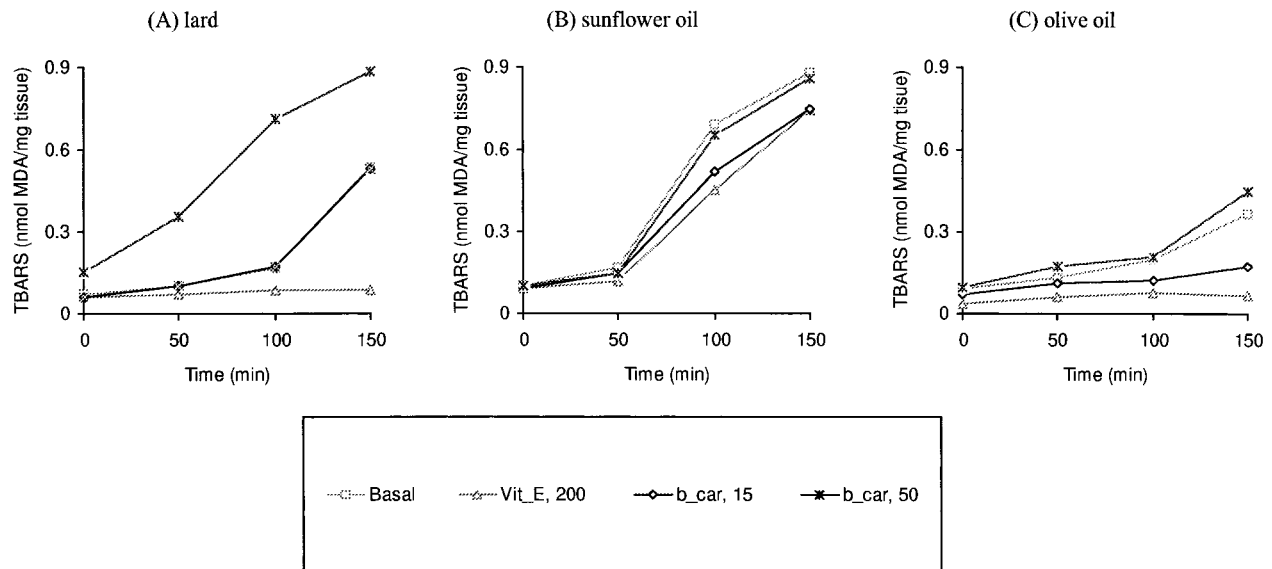 (A) lard
(B) sunflower oil
(C) olive oil
TBARS (nmol MDA/mg tissue)
0.9
0.6
0.3
0
0 50 100 150
Time (min)
TBARS (nmol MDA/mg tissue)
0.9
0.6
0.3
0
0 50 100 150
Time (min)
TBARS (nmol MDA/mg tissue)
0.9
0.6
0.3
0
0 50 100 150
Time (min)
Basal Vit_E, 200 b_car, 15 b_car, 50